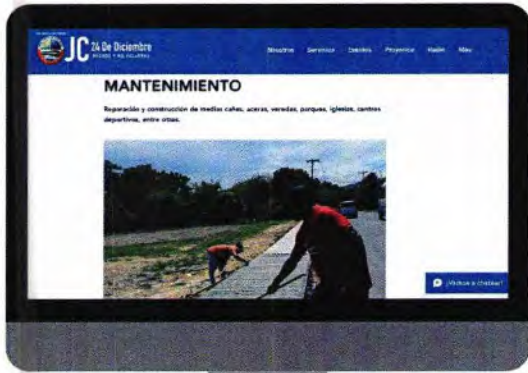 JC 24 De Diciembre
Nosotros Servicios Comités Proyectos Visión Más
MANTENIMIENTO
Reparación y construcción de medias cañas, aceras, veredas, parques, iglesias, centros
deportivos, entre otras.
¡Vamos a chatear!